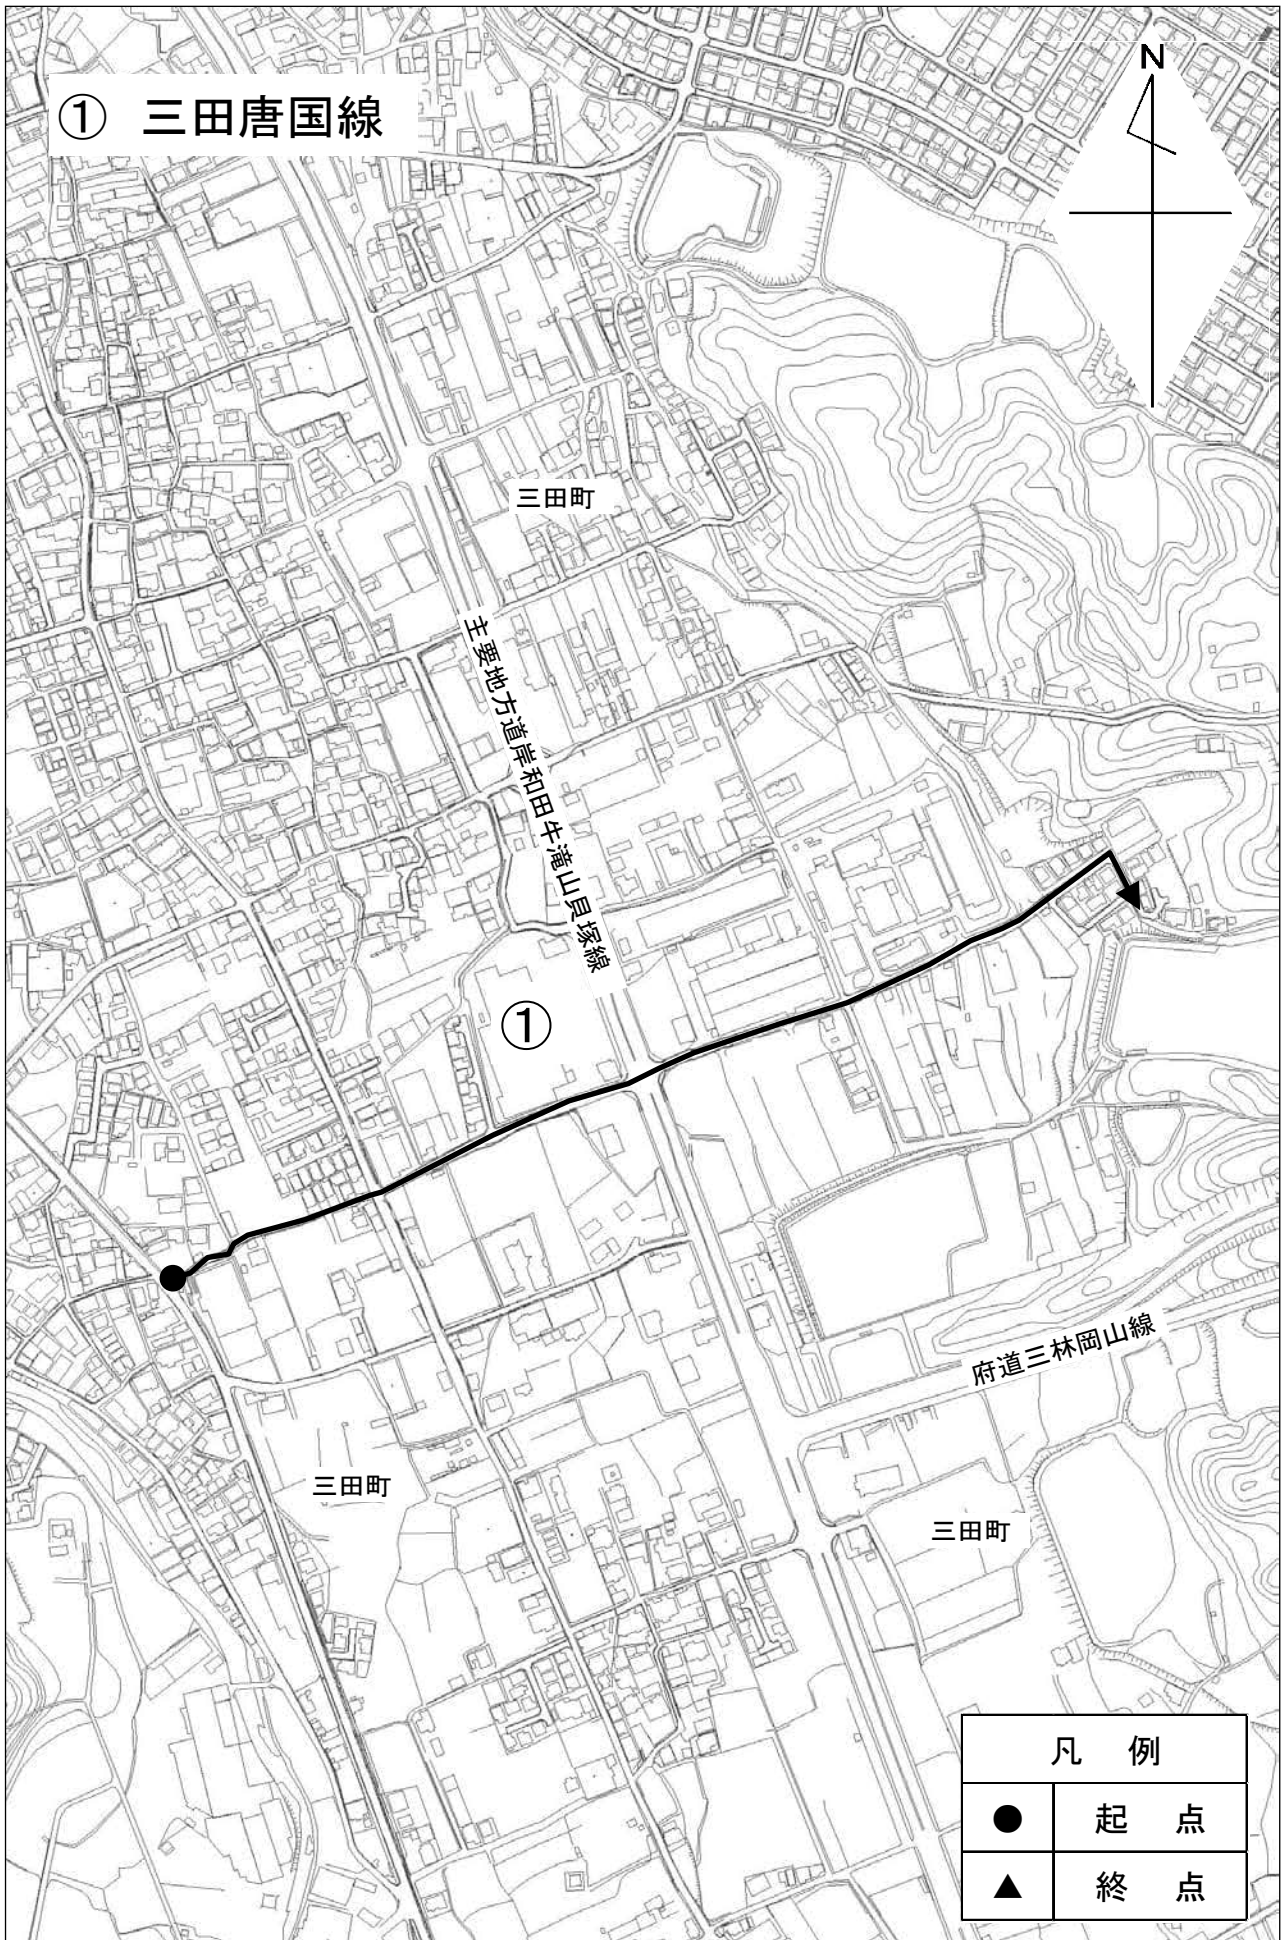 ① 三田唐国線
N
三田町
主要地方道岸和田牛滝山貝塚線
①
府道三林岡山線
三田町
三田町
凡 例
● 起 点
▲ 終 点